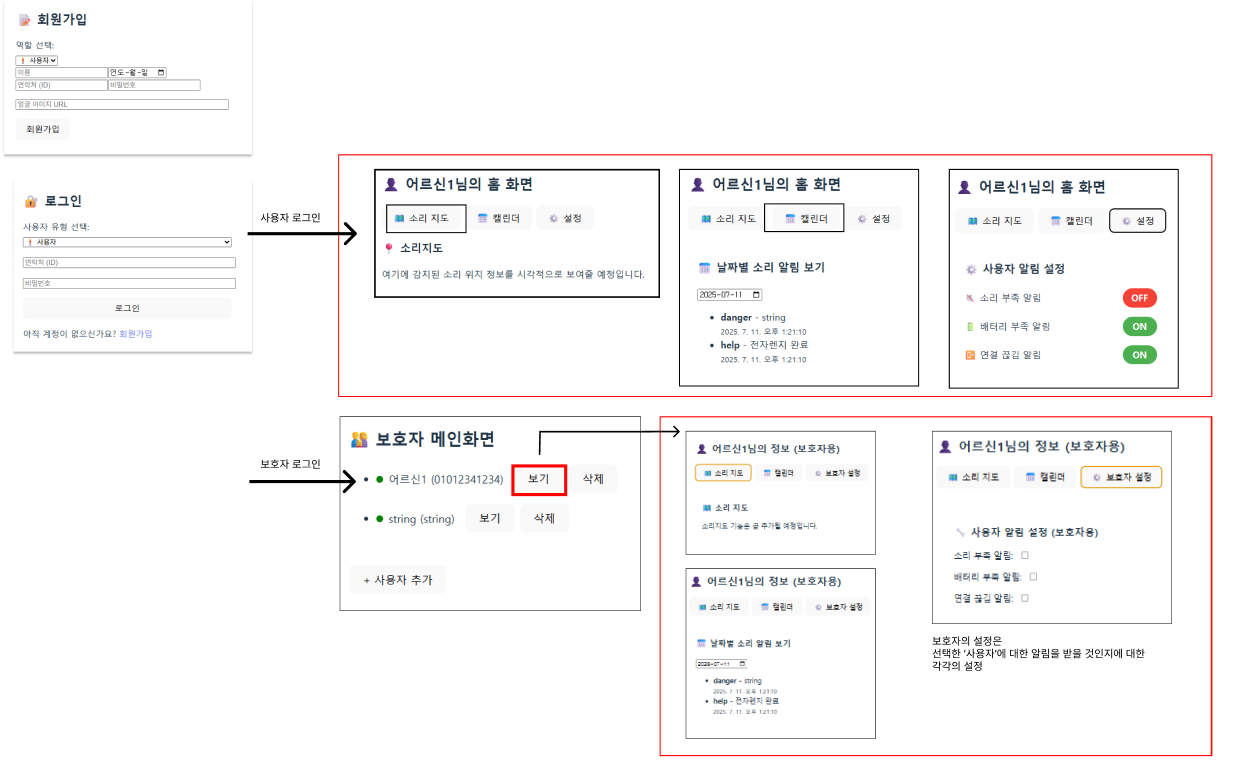 회원가입
역할 선택:
사용자
이름
연도-월-일
연락처 (ID)
비밀번호
얼굴 이미지 URL
회원가입
로그인
사용자 유형 선택:
사용자
연락처 (ID)
비밀번호
로그인
아직 계정이 없으신가요? 회원가입
사용자 로그인
어르신1님의 홈 화면
소리 지도
캘린더
설정
소리지도
여기에 감지된 소리 위치 정보를 시각적으로 보여줄 예정입니다.
어르신1님의 홈 화면
소리 지도
캘린더
설정
날짜별 소리 알림 보기
2025-07-11
danger - string
2025. 7. 11. 오후 1:21:10
help - 전자렌지 완료
2025. 7. 11. 오후 1:21:10
어르신1님의 홈 화면
소리 지도
캘린더
설정
사용자 알림 설정
소리 부족 알림
OFF
배터리 부족 알림
ON
연결 끊김 알림
ON
보호자 로그인
보호자 메인화면
어르신1 (01012341234)
보기
삭제
string (string)
보기
삭제
+ 사용자 추가
어르신1님의 정보 (보호자용)
소리 지도
캘린더
보호자 설정
소리 지도
소리지도 기능은 곧 추가될 예정입니다.
어르신1님의 정보 (보호자용)
소리 지도
캘린더
보호자 설정
날짜별 소리 알림 보기
2025-07-11
danger - string
2025. 7. 11. 오후 1:21:10
help - 전자렌지 완료
2025. 7. 11. 오후 1:21:10
어르신1님의 정보 (보호자용)
소리 지도
캘린더
보호자 설정
사용자 알림 설정 (보호자용)
소리 부족 알림:
배터리 부족 알림:
연결 끊김 알림:
보호자의 설정은
선택한 '사용자'에 대한 알림을 받을 것인지에 대한
각각의 설정